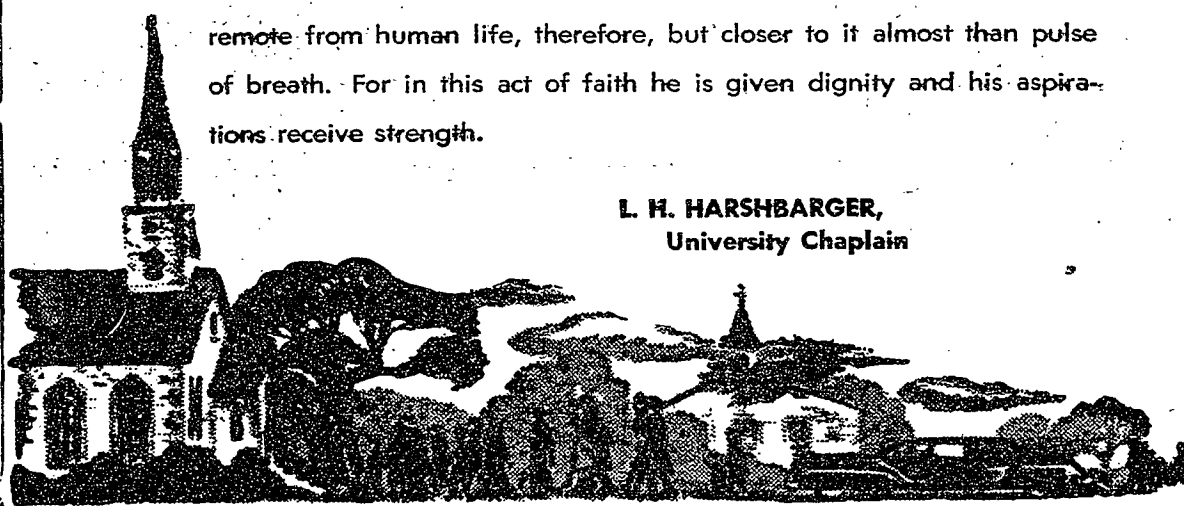 remote from human life, therefore, but closer to it almost than pulse
of breath. For in this act of faith he is given dignity and his aspira-
tions receive strength.
L. H. HARSHBARGER,
University Chaplain